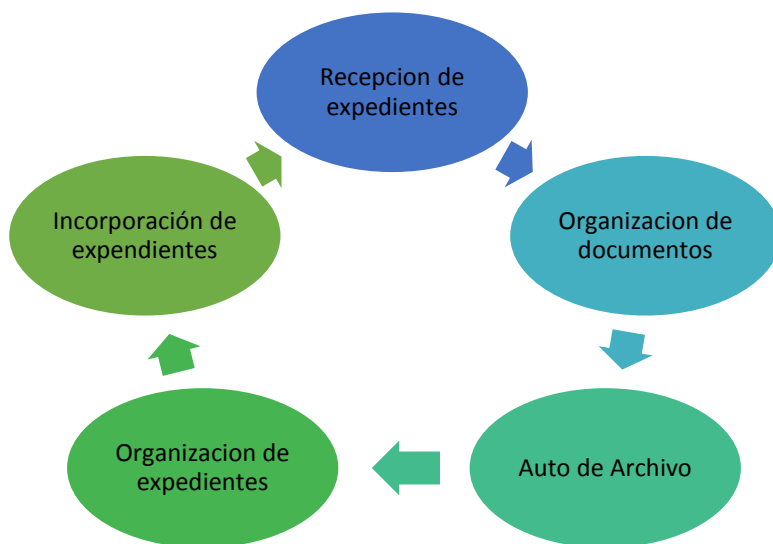 Recepcion de
expedientes
Organizacion de
documentos
Auto de Archivo
Organizacion de
expedientes
Incorporación de
expendientes